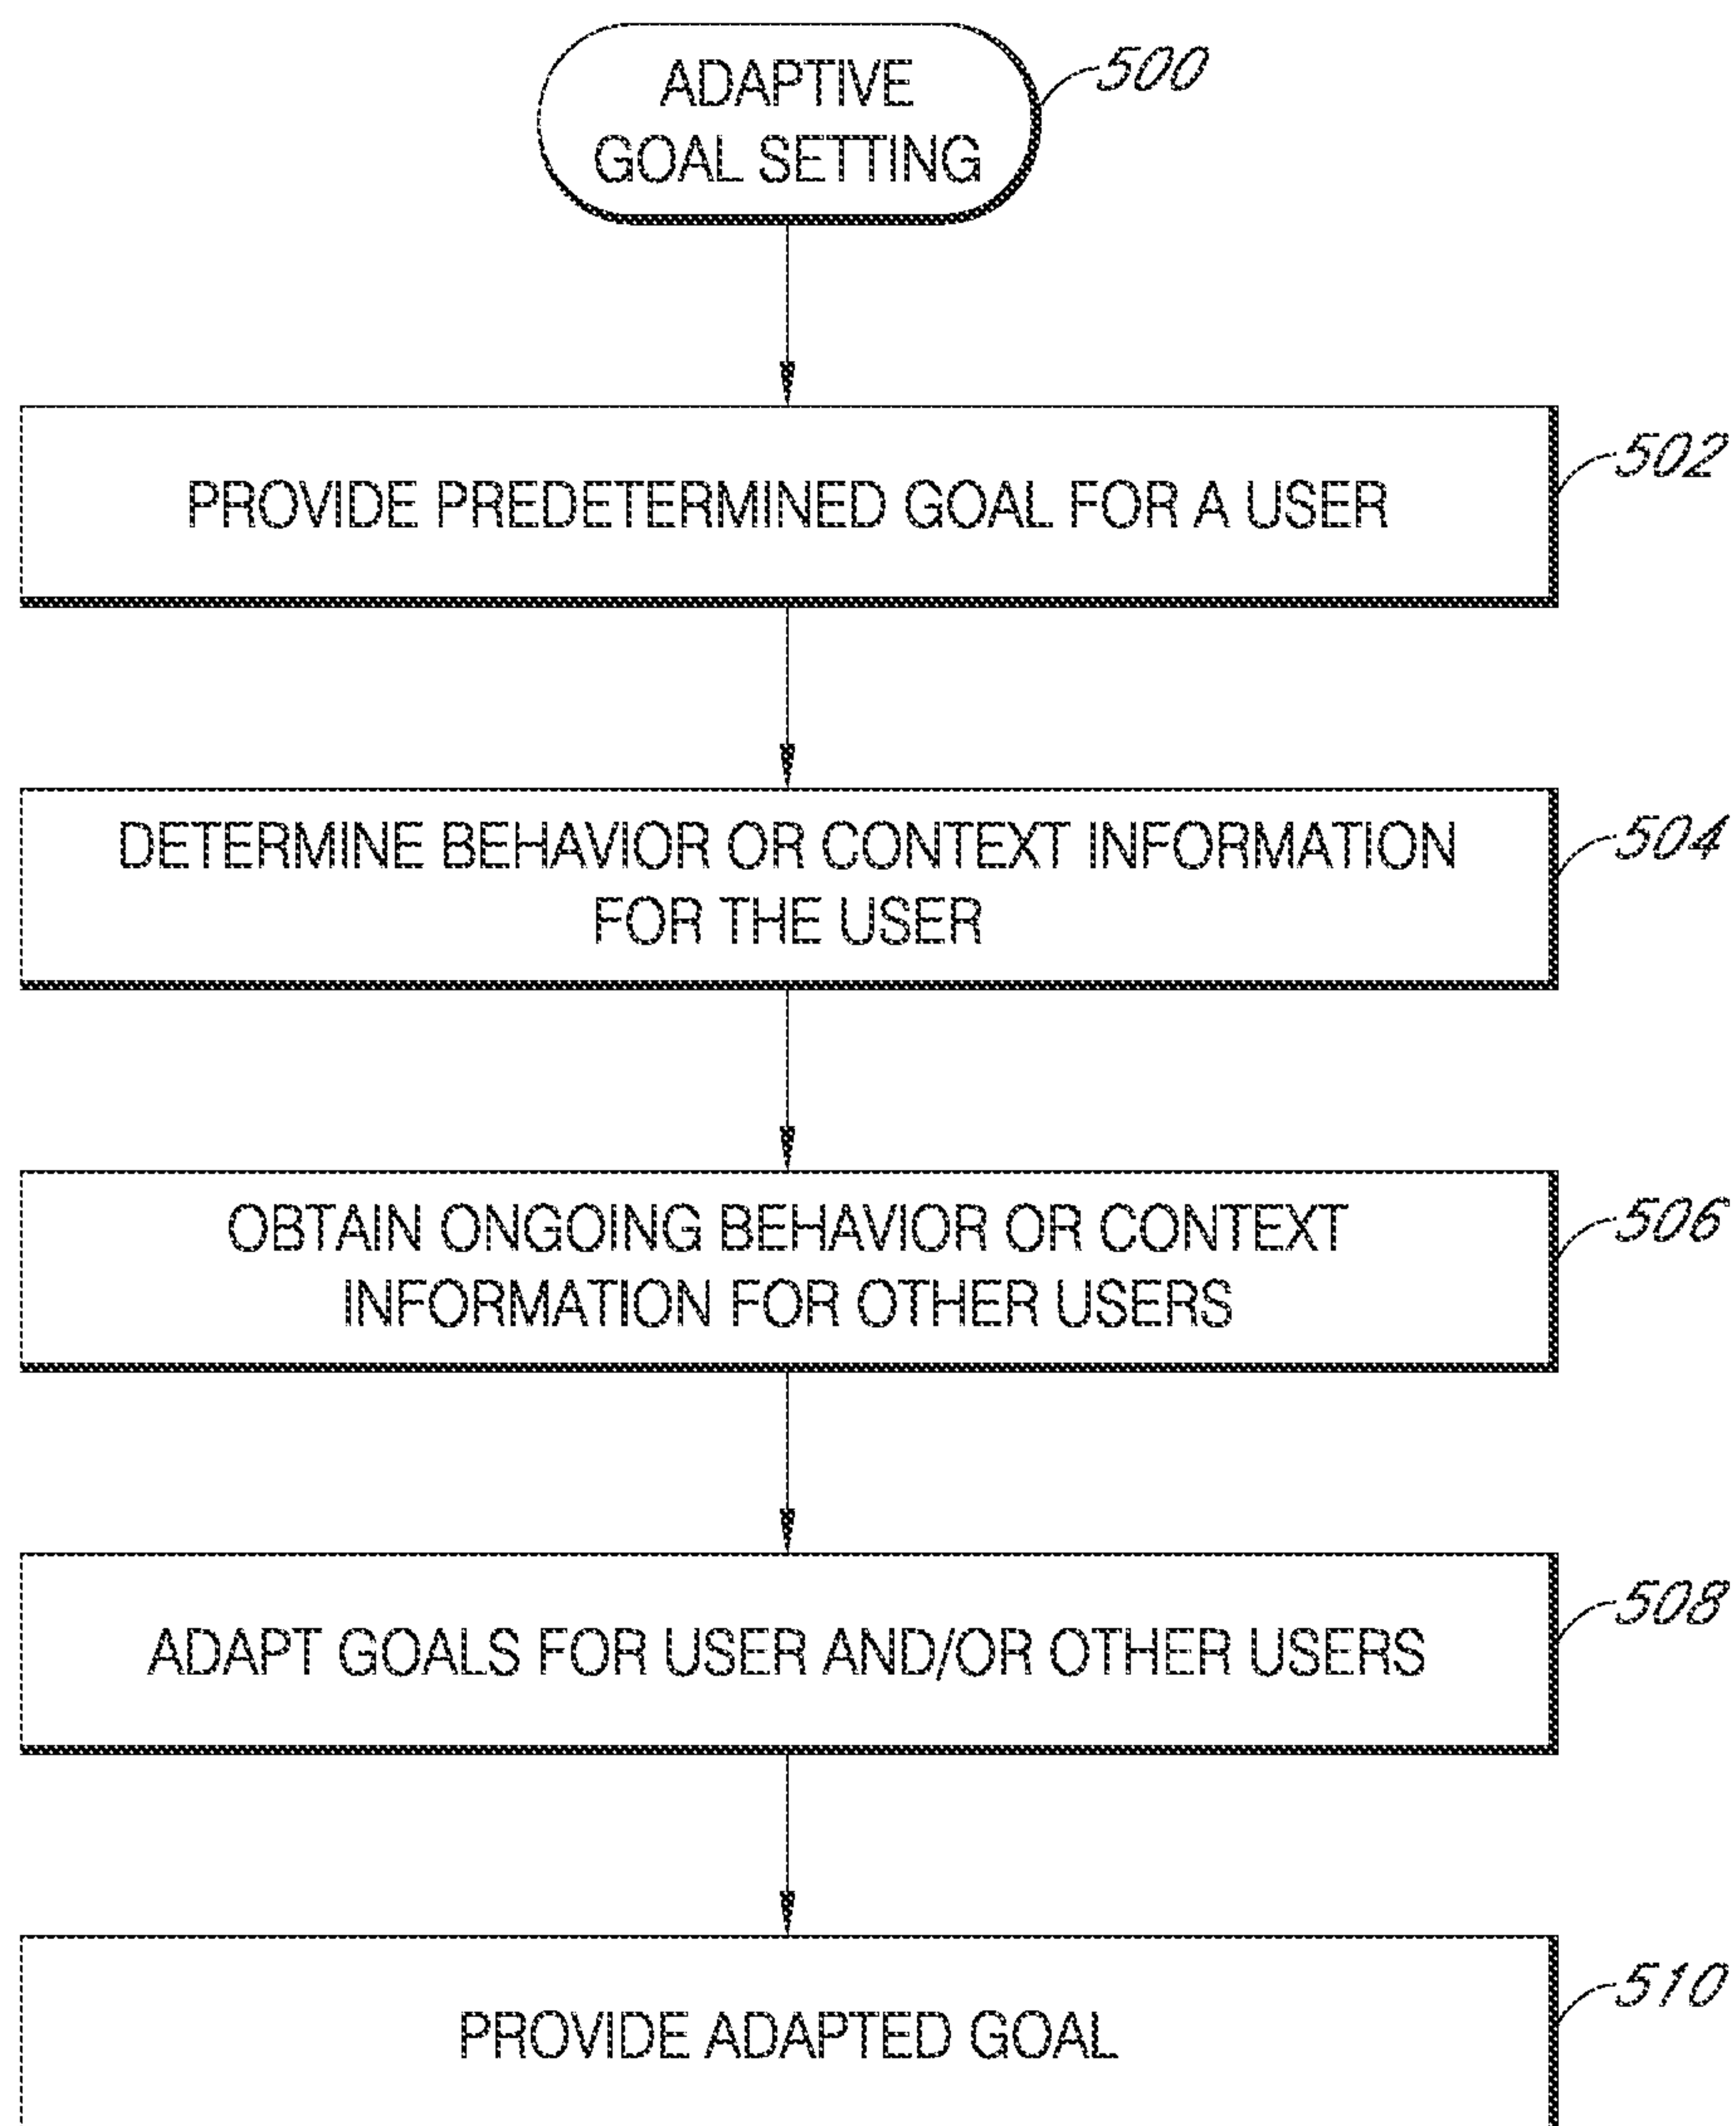 ADAPTIVE
GOAL SETTING
500
PROVIDE PREDETERMINED GOAL FOR A USER
502
DETERMINE BEHAVIOR OR CONTEXT INFORMATION
FOR THE USER
504
OBTAIN ONGOING BEHAVIOR OR CONTEXT
INFORMATION FOR OTHER USERS
506
ADAPT GOALS FOR USER AND/OR OTHER USERS
508
PROVIDE ADAPTED GOAL
510